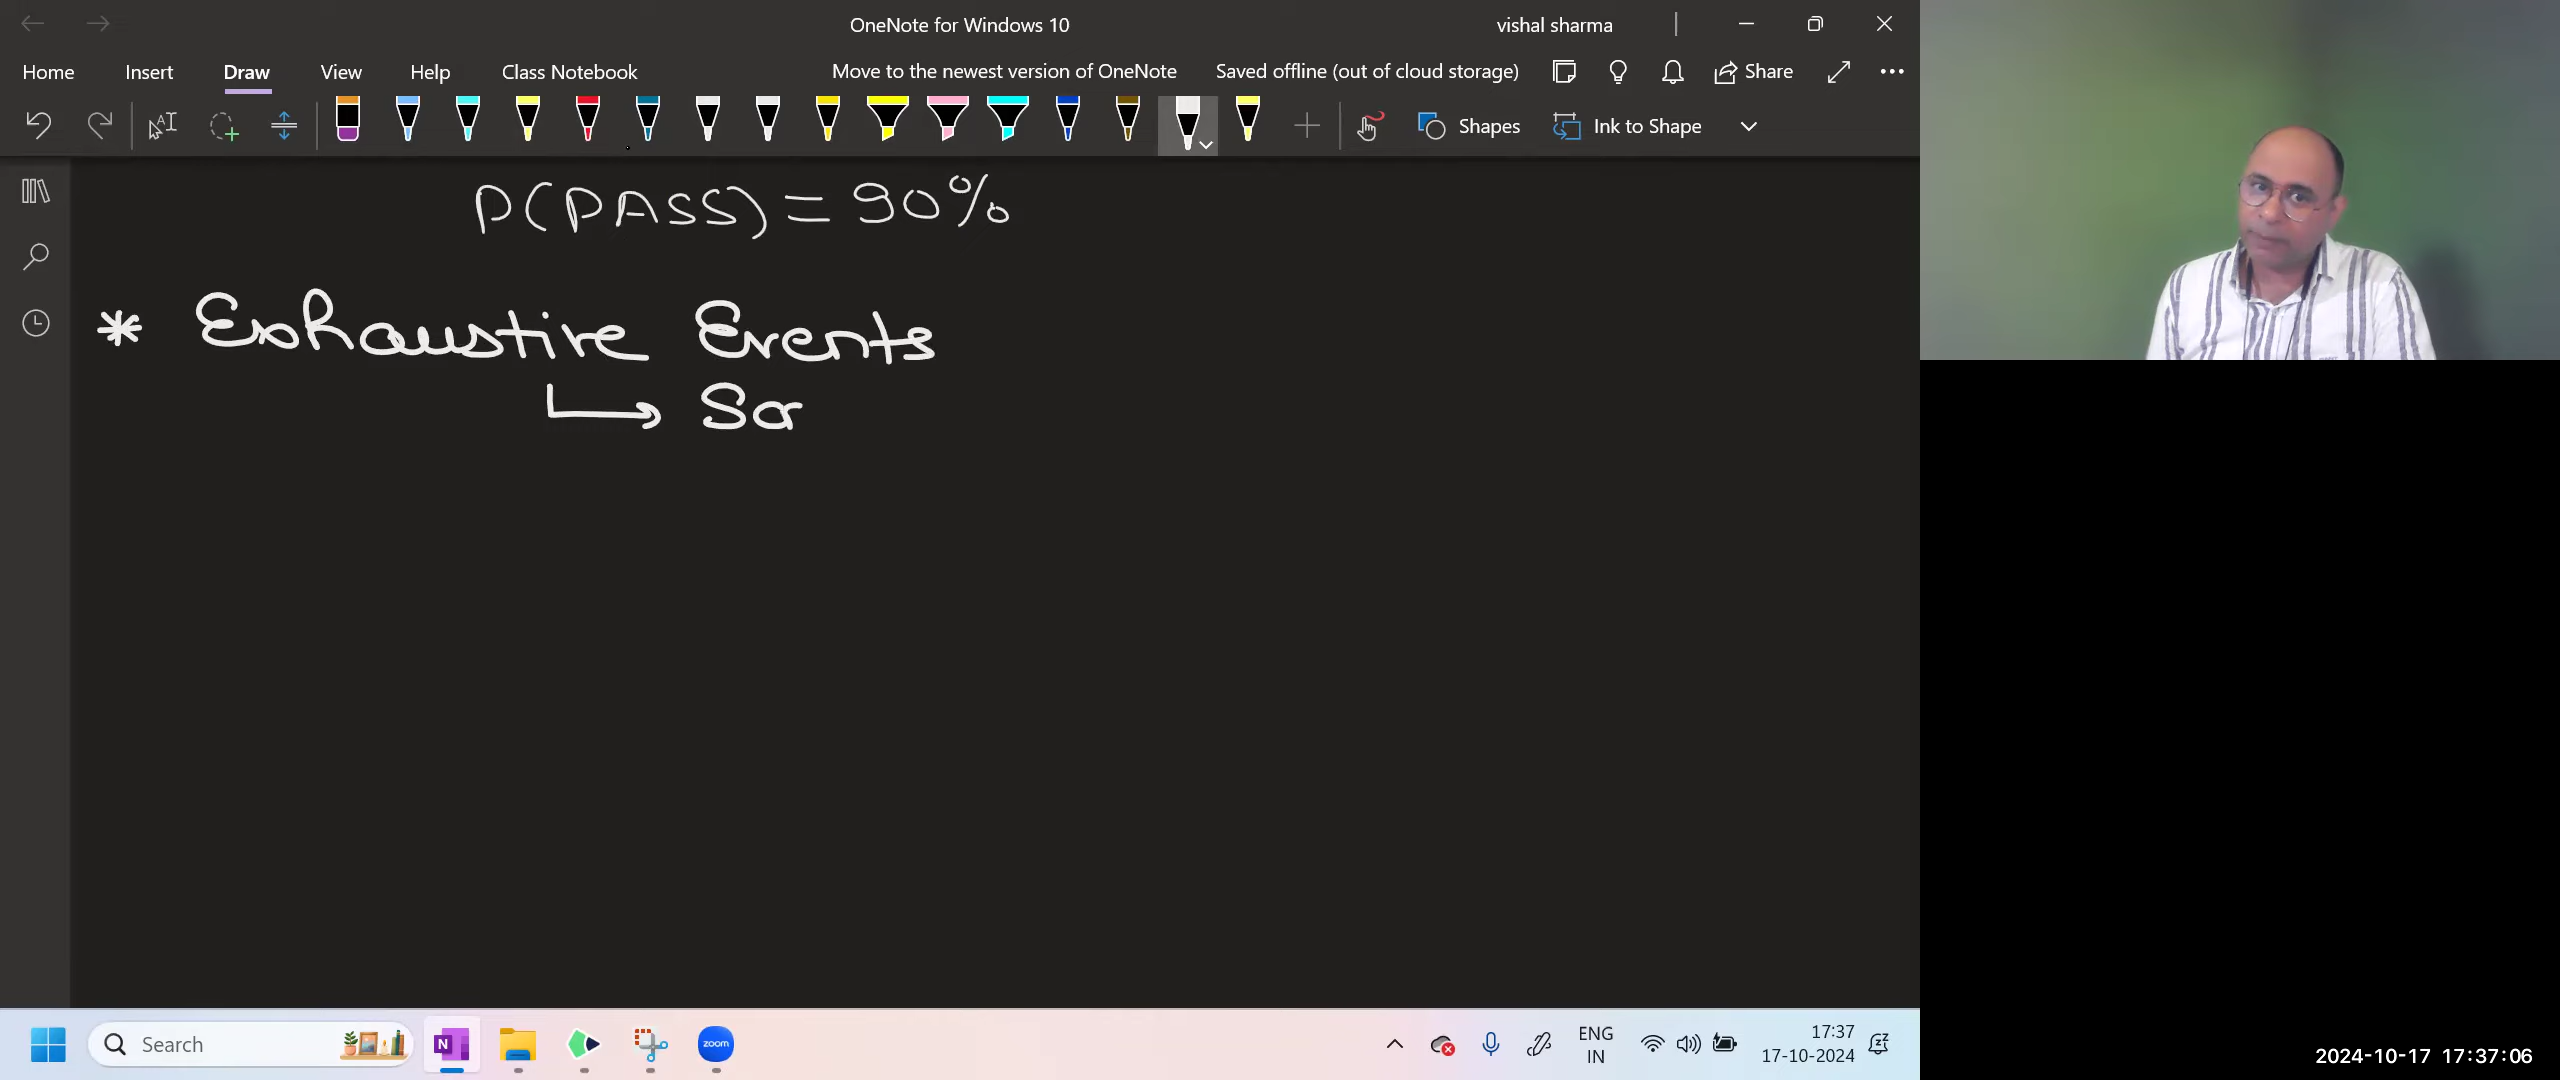 OneNote for Windows 10
vishal sharma
Home Insert Draw View Help Class Notebook
Move to the newest version of OneNote Saved offline (out of cloud storage) Share
Shapes Ink to Shape
P(PASS) = 90%
* Exhaustive Events
↳ Sa
Search
zoom
ENG
IN
17:37
17-10-2024
2024-10-17 17:37:06